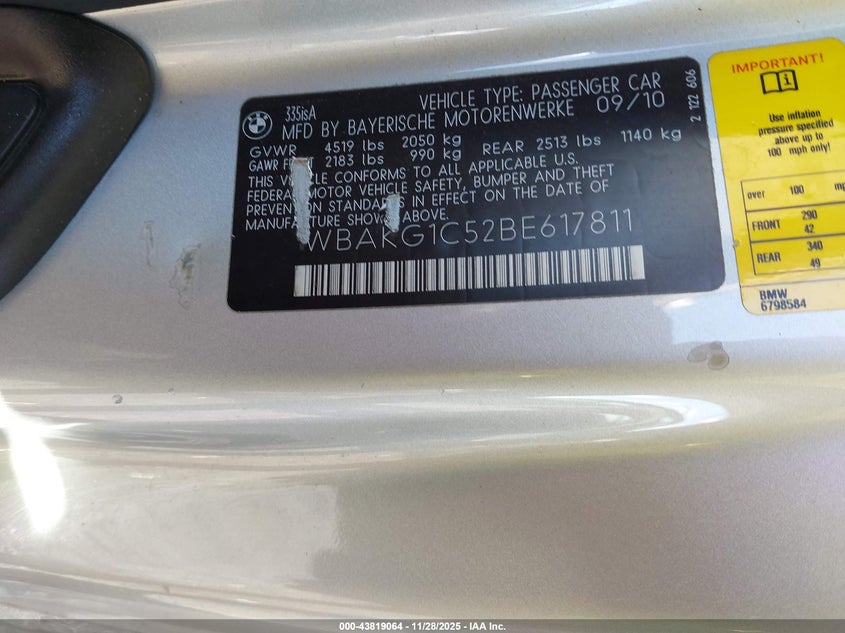 BMW
335isA
VEHICLE TYPE: PASSENGER CAR
MFD BY BAYERISCHE MOTORENWERKE 09/10
GVWR 4519 lbs 2050 kg
GAWR 2183 lbs 990 kg REAR 2513 lbs 1140 kg
THIS VEHICLE CONFORMS TO ALL APPLICABLE U.S.
FEDERAL MOTOR VEHICLE SAFETY, BUMPER AND THEFT
PREVENTION STANDARDS IN EFFECT ON THE DATE OF
MANUFACTURE SHOWN ABOVE.
WBAKG1C52BE617811
2 122 606
IMPORTANT!
Use inflation
pressure specified
above up to
100 mph only!
over 100 mp
FRONT 290
42
REAR 340
49
BMW
6798584
000-43819064 - 11/28/2025 - IAA Inc.